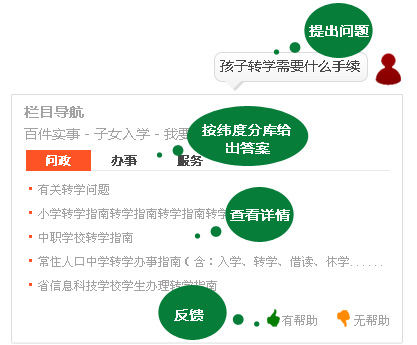 提出问题
孩子转学需要什么手续
栏目导航
百件实事 - 子女入学 - 我要
按纬度分库给
出答案
问政 办事 服务
有关转学问题
小学转学指南转学指南转学指南转学
查看详情
中职学校转学指南
常住人口中学转学办事指南（含：入学、转学、借读、休学......
省信息科技学校学生办理转学指南
反馈
有帮助 无帮助